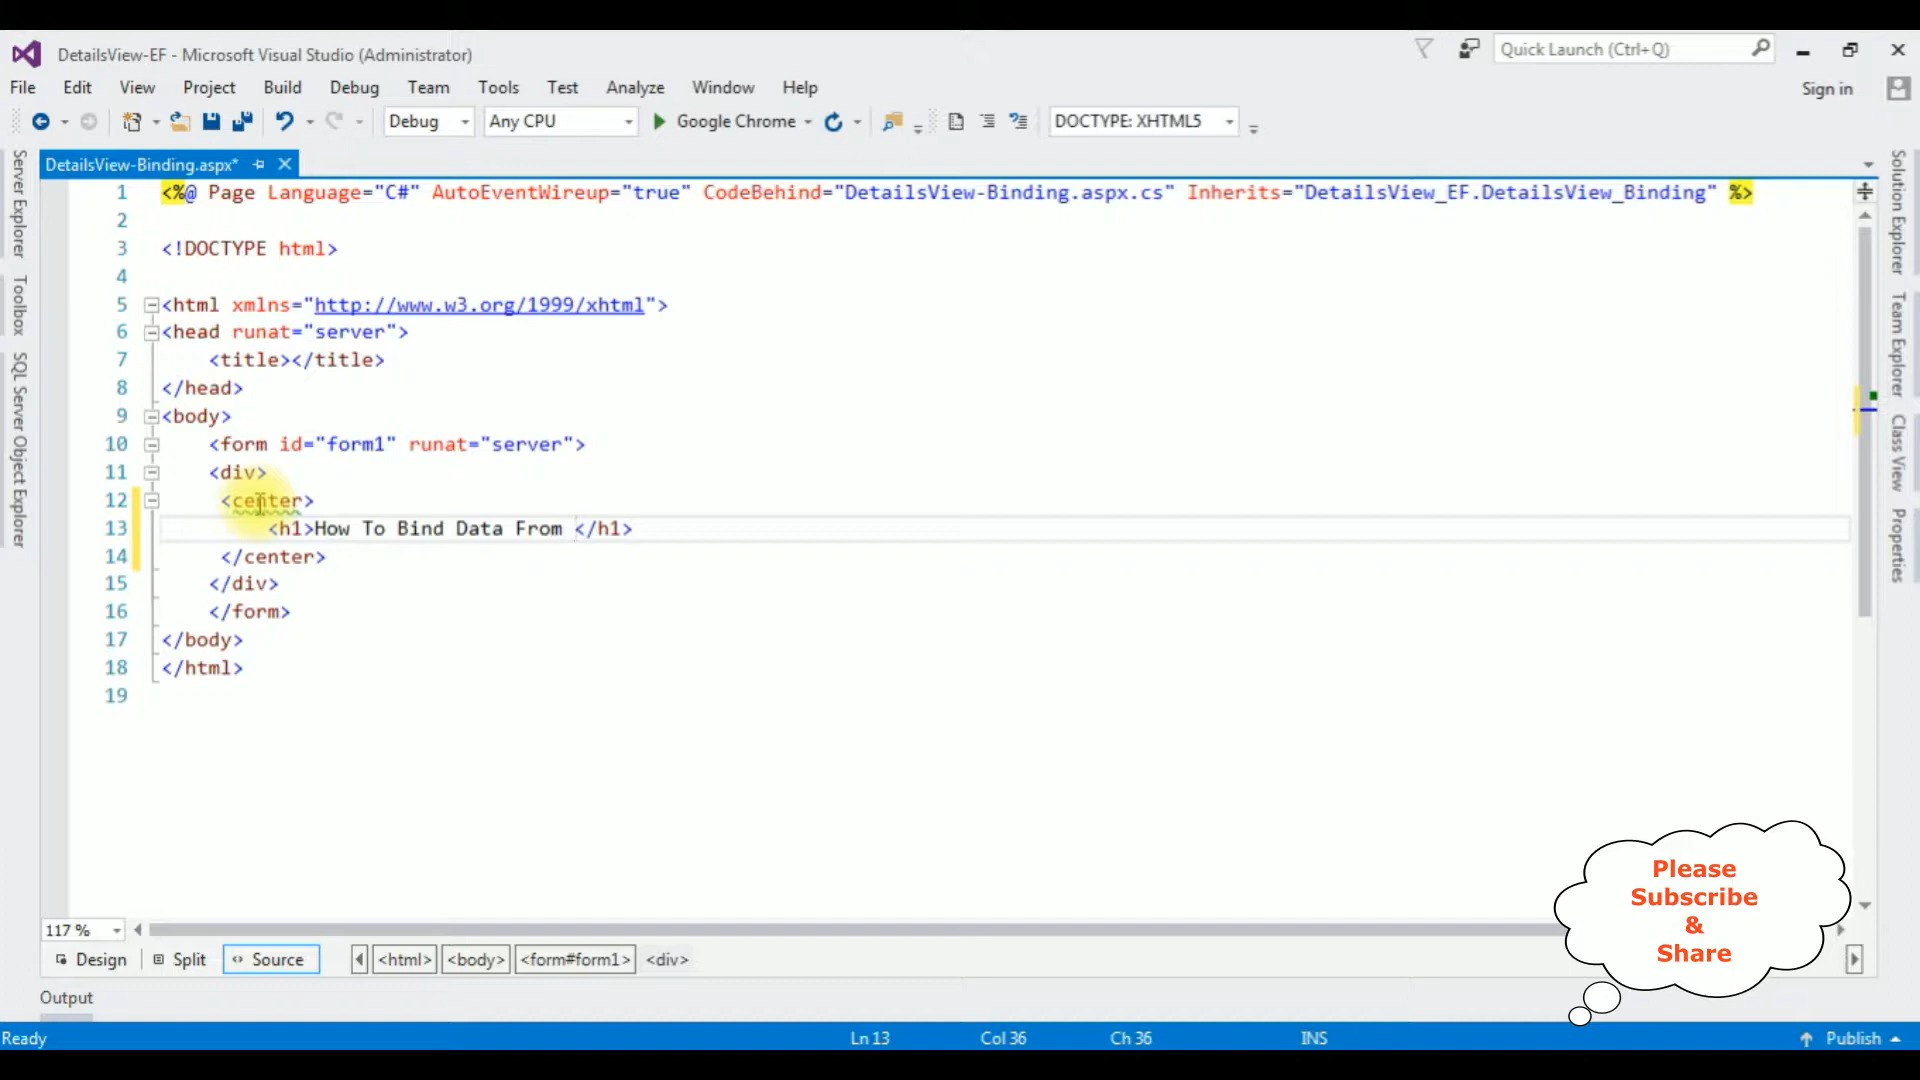 DetailsView-EF - Microsoft Visual Studio (Administrator)
Quick Launch (Ctrl+Q)
File Edit View Project Build Debug Team Tools Test Analyze Window Help
Sign in
Debug Any CPU Google Chrome DOCTYPE: XHTML5
DetailsView-Binding.aspx*
Server Explorer
Toolbox
SQL Server Object Explorer
1 <%@ Page Language="C#" AutoEventWireup="true" CodeBehind="DetailsView-Binding.aspx.cs" Inherits="DetailsView_EF.DetailsView_Binding" %>
2
3 <!DOCTYPE html>
4
5 <html xmlns="http://www.w3.org/1999/xhtml">
6 <head runat="server">
7 <title></title>
8 </head>
9 <body>
10 <form id="form1" runat="server">
11 <div>
12 <center>
13 <h1>How To Bind Data From </h1>
14 </center>
15 </div>
16 </form>
17 </body>
18 </html>
19
Solution Explorer
Team Explorer
Class View
Properties
Please
Subscribe
&
Share
117 %
Design Split Source <html> <body> <form#form1> <div>
Output
Ready Ln 13 Col 36 Ch 36 INS Publish